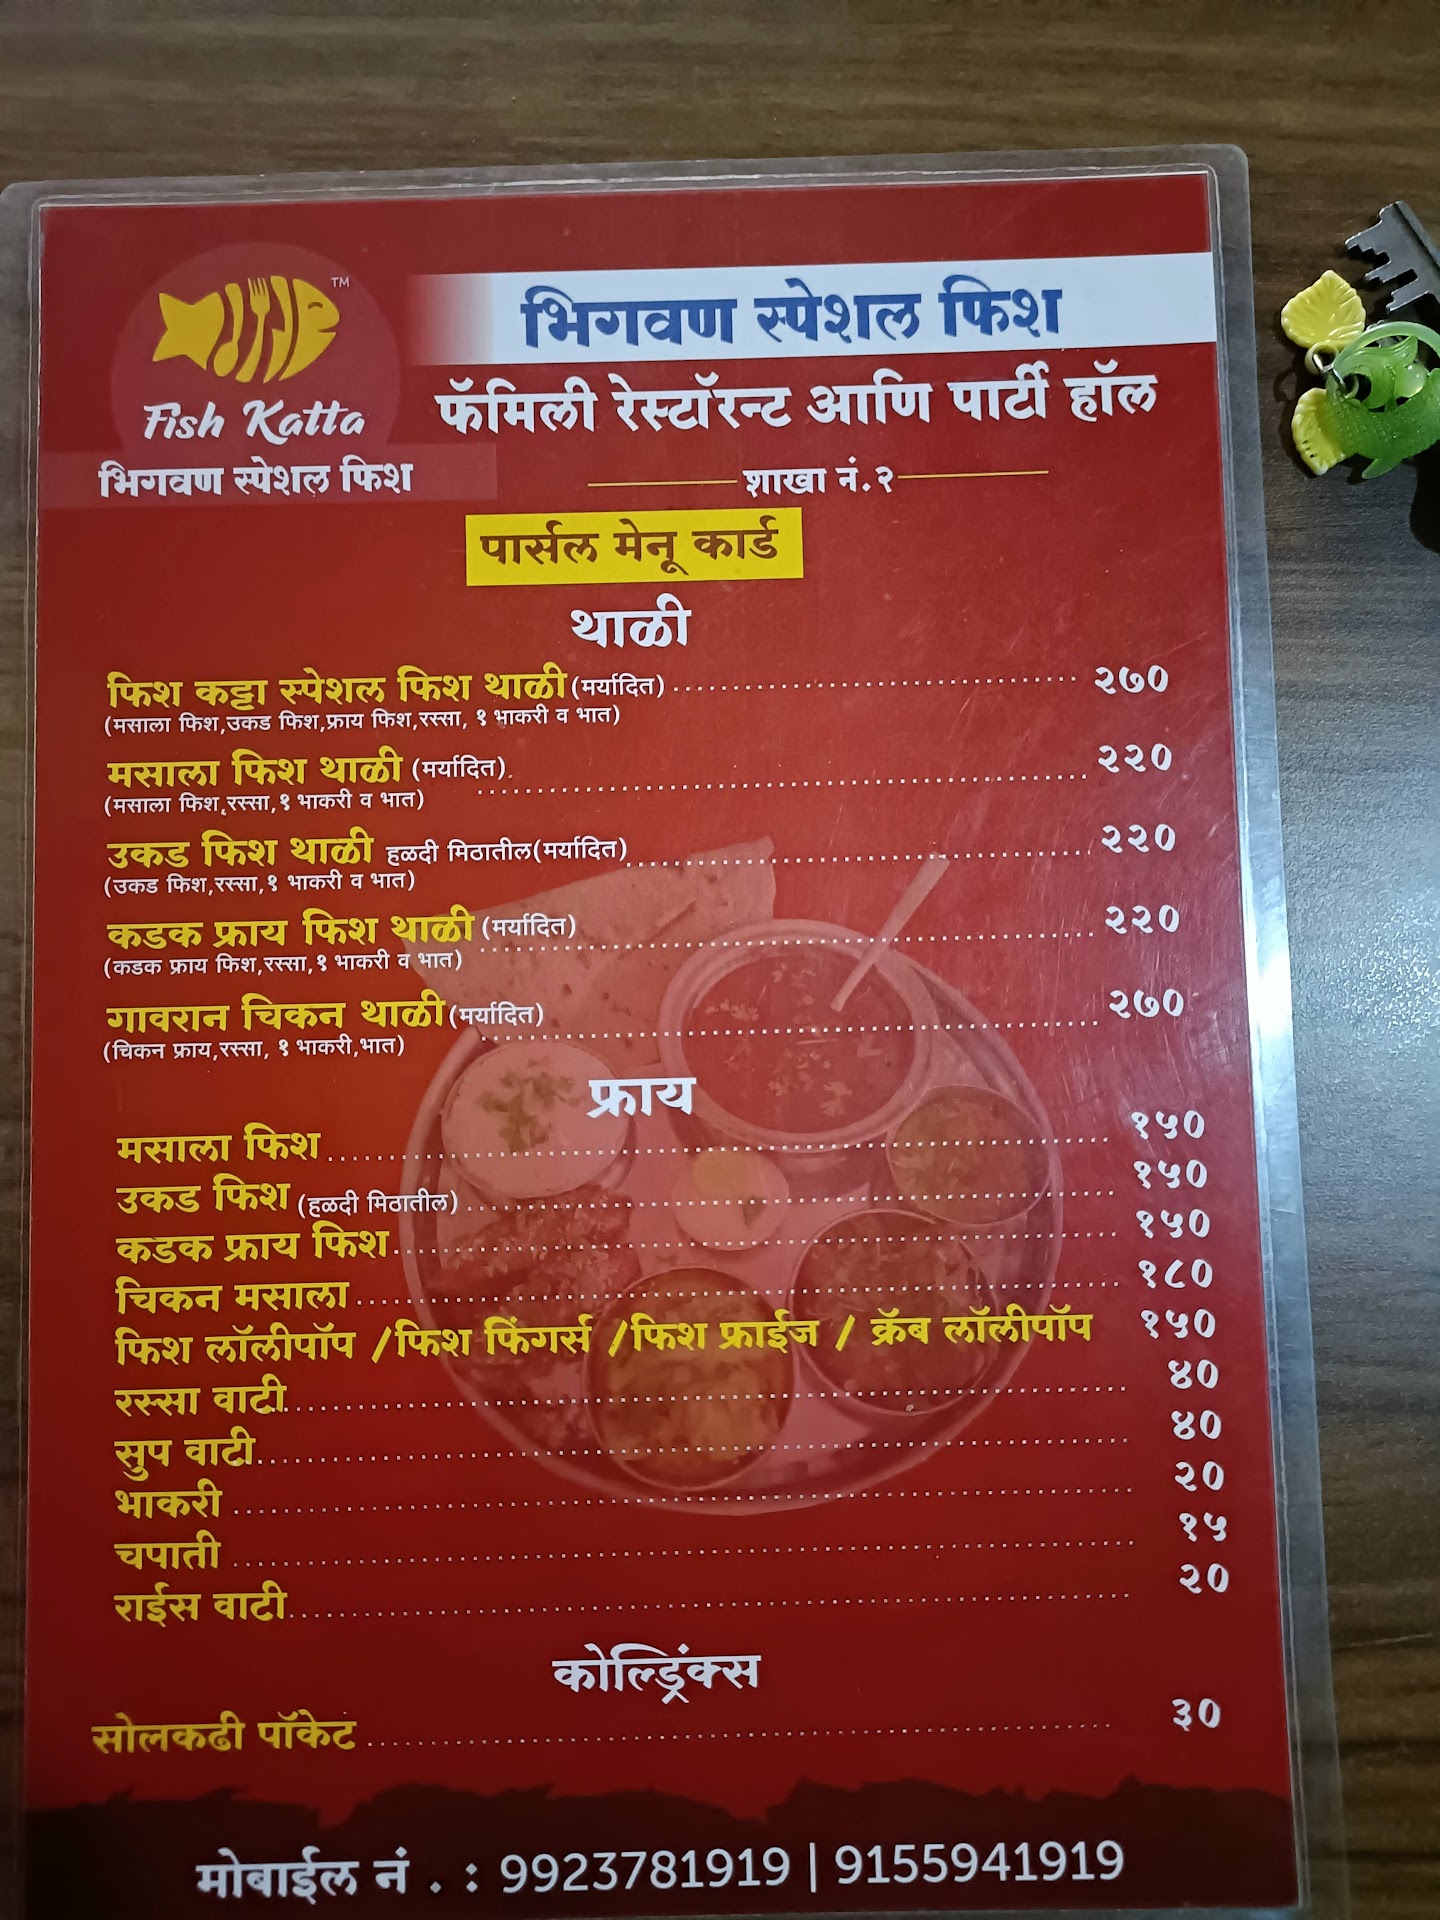 TM
Fish Katta
भिगवण स्पेशल फिश
भिगवण स्पेशल फिश
फॅमिली रेस्टॉरन्ट आणि पार्टी हॉल
शाखा नं.२
पार्सल मेनू कार्ड
थाळी
फिश कट्टा स्पेशल फिश थाळी (मर्यादित) २७०
(मसाला फिश,उकड फिश,फ्राय फिश,रस्सा, १ भाकरी व भात)
मसाला फिश थाळी (मर्यादित) २२०
(मसाला फिश,रस्सा,१ भाकरी व भात)
उकड फिश थाळी हळदी मिठातील(मर्यादित) २२०
(उकड फिश,रस्सा,१ भाकरी व भात)
कडक फ्राय फिश थाळी (मर्यादित) २२०
(कडक फ्राय फिश,रस्सा,१ भाकरी व भात)
गावरान चिकन थाळी (मर्यादित) २७०
(चिकन फ्राय,रस्सा, १ भाकरी,भात)
फ्राय
मसाला फिश १५०
उकड फिश (हळदी मिठातील) १५०
कडक फ्राय फिश १५०
चिकन मसाला १८०
फिश लॉलीपॉप /फिश फिंगर्स /फिश फ्राईज / क्रॅब लॉलीपॉप १५०
रस्सा वाटी ४०
सुप वाटी ४०
भाकरी २०
चपाती १५
राईस वाटी २०
कोल्ड्रिंक्स
सोलकढी पॉकेट ३०
मोबाईल नं . : 9923781919 | 9155941919